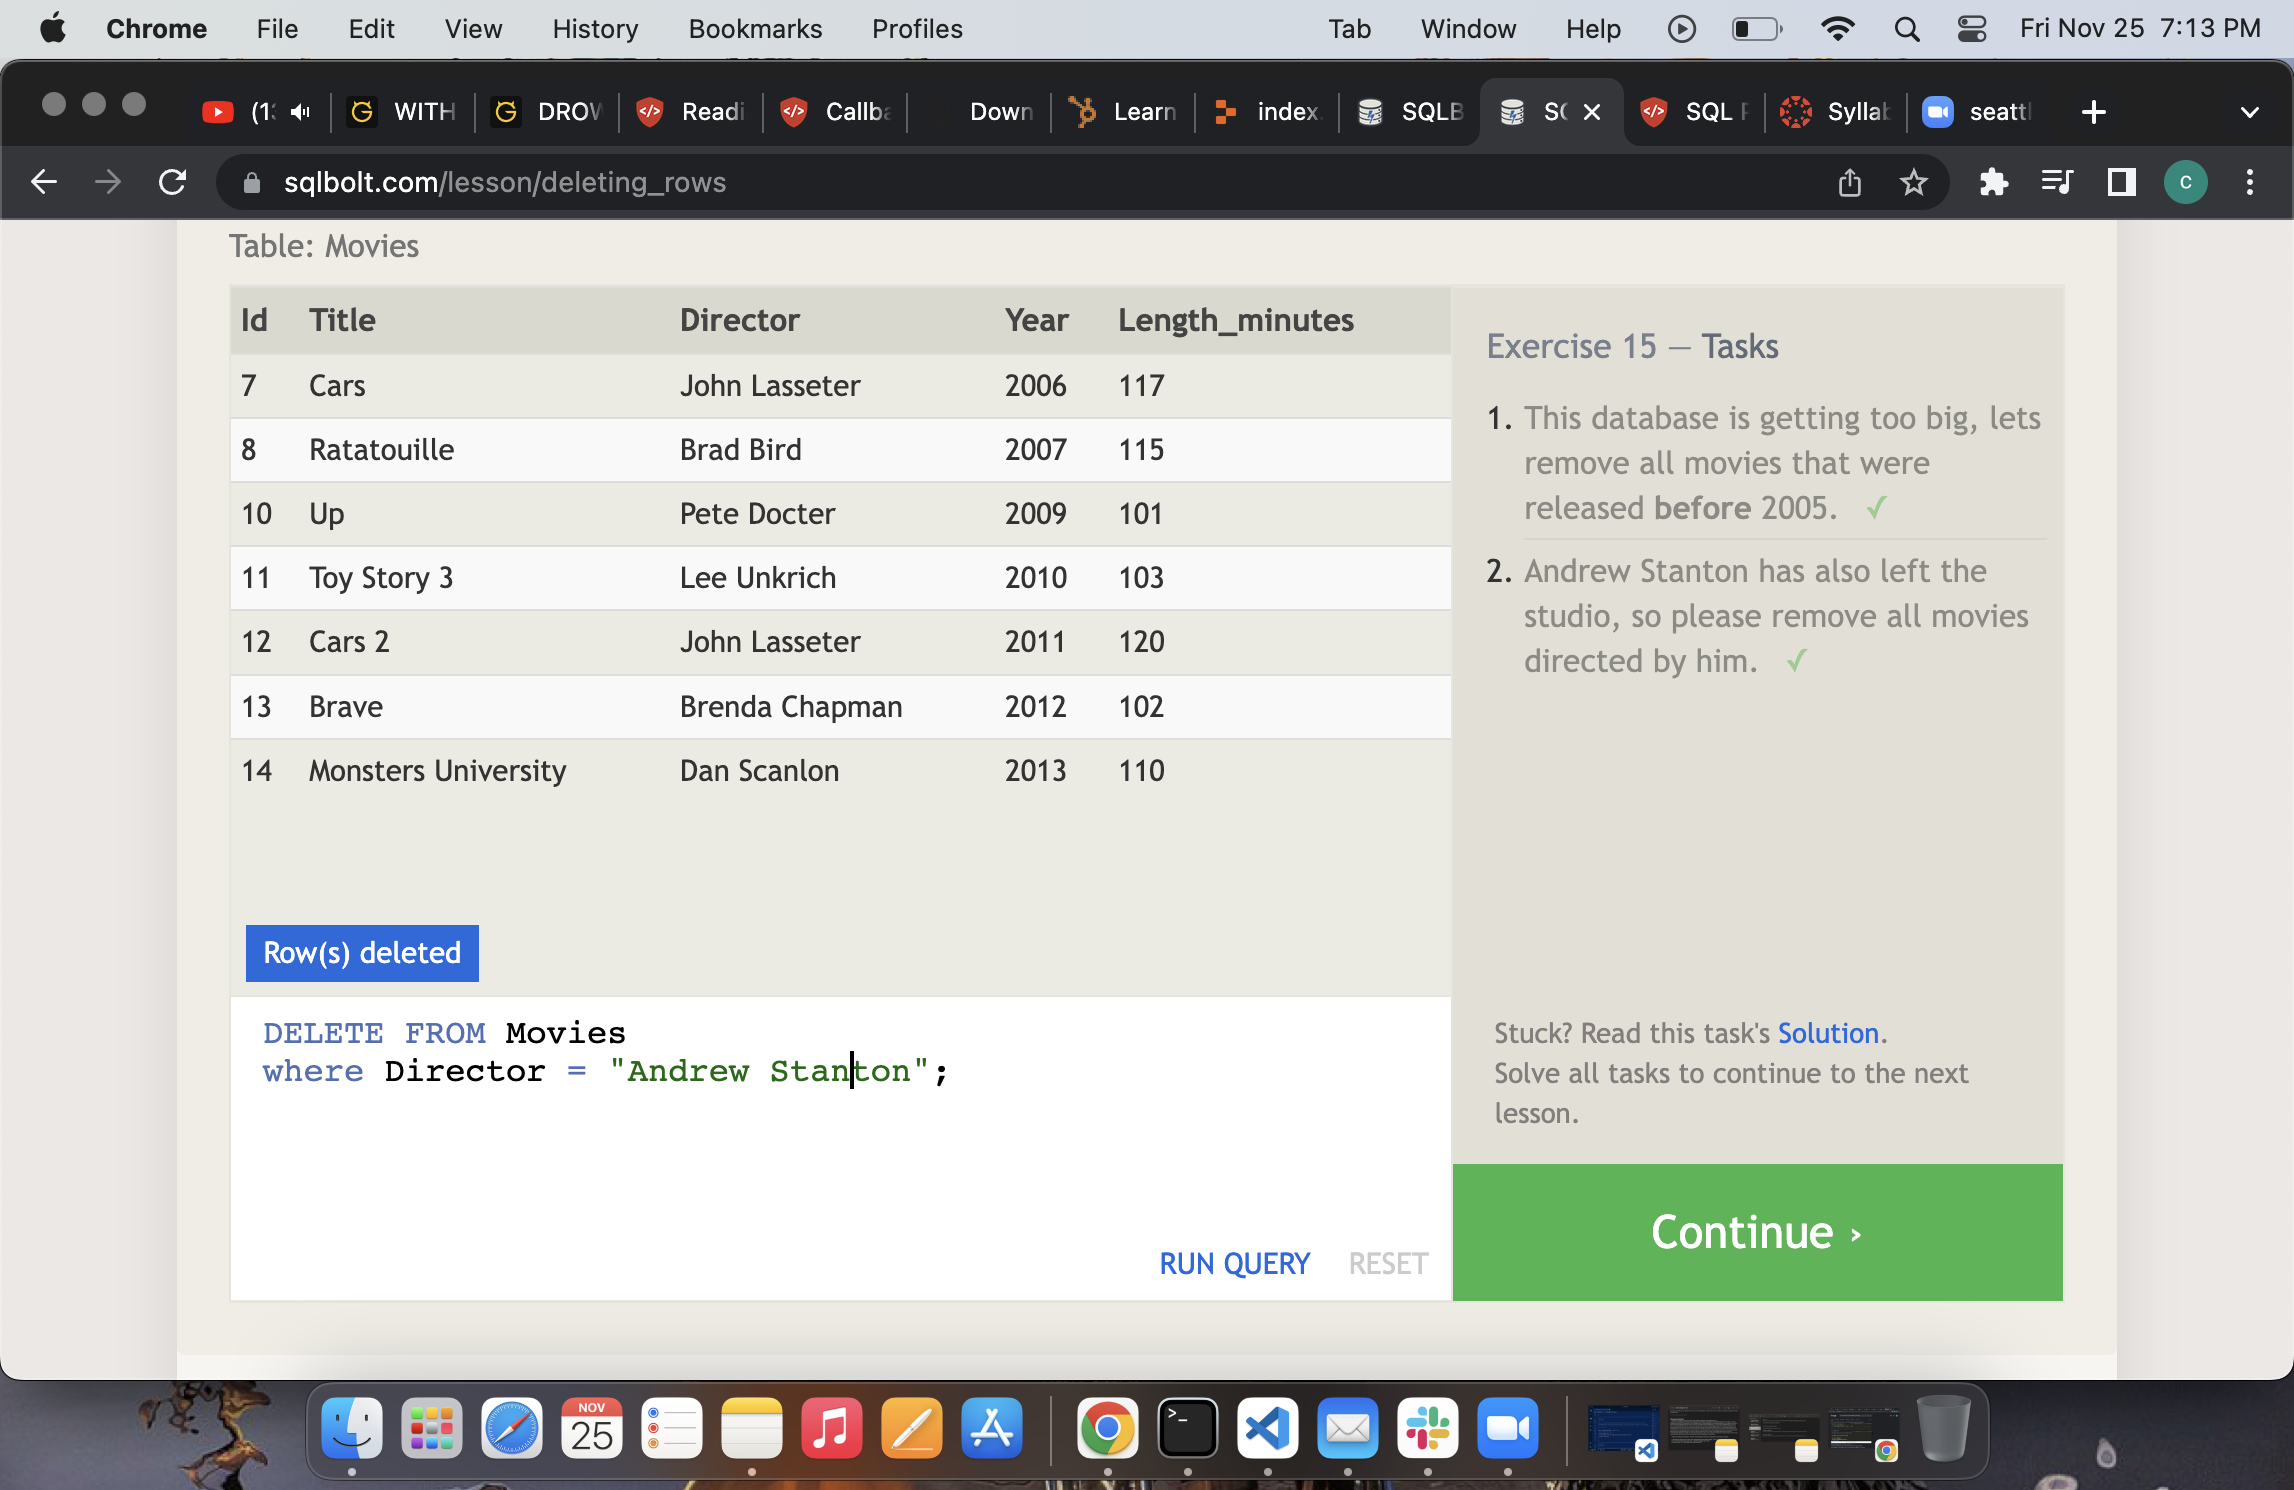 Chrome File Edit View History Bookmarks Profiles Tab Window Help Fri Nov 25 7:13 PM
WITH DROW Readi Callba Down Learn index. SQLB SQL Syllab seattl
sqlbolt.com/lesson/deleting_rows C
Table: Movies
Id Title Director Year Length_minutes
7 Cars John Lasseter 2006 117
8 Ratatouille Brad Bird 2007 115
10 Up Pete Docter 2009 101
11 Toy Story 3 Lee Unkrich 2010 103
12 Cars 2 John Lasseter 2011 120
13 Brave Brenda Chapman 2012 102
14 Monsters University Dan Scanlon 2013 110
Row(s) deleted
DELETE FROM Movies
where Director = "Andrew Stanton";
RUN QUERY RESET
Exercise 15 — Tasks
1. This database is getting too big, lets
remove all movies that were
released before 2005. ✓
2. Andrew Stanton has also left the
studio, so please remove all movies
directed by him. ✓
Stuck? Read this task's Solution.
Solve all tasks to continue to the next
lesson.
Continue ›
NOV
25